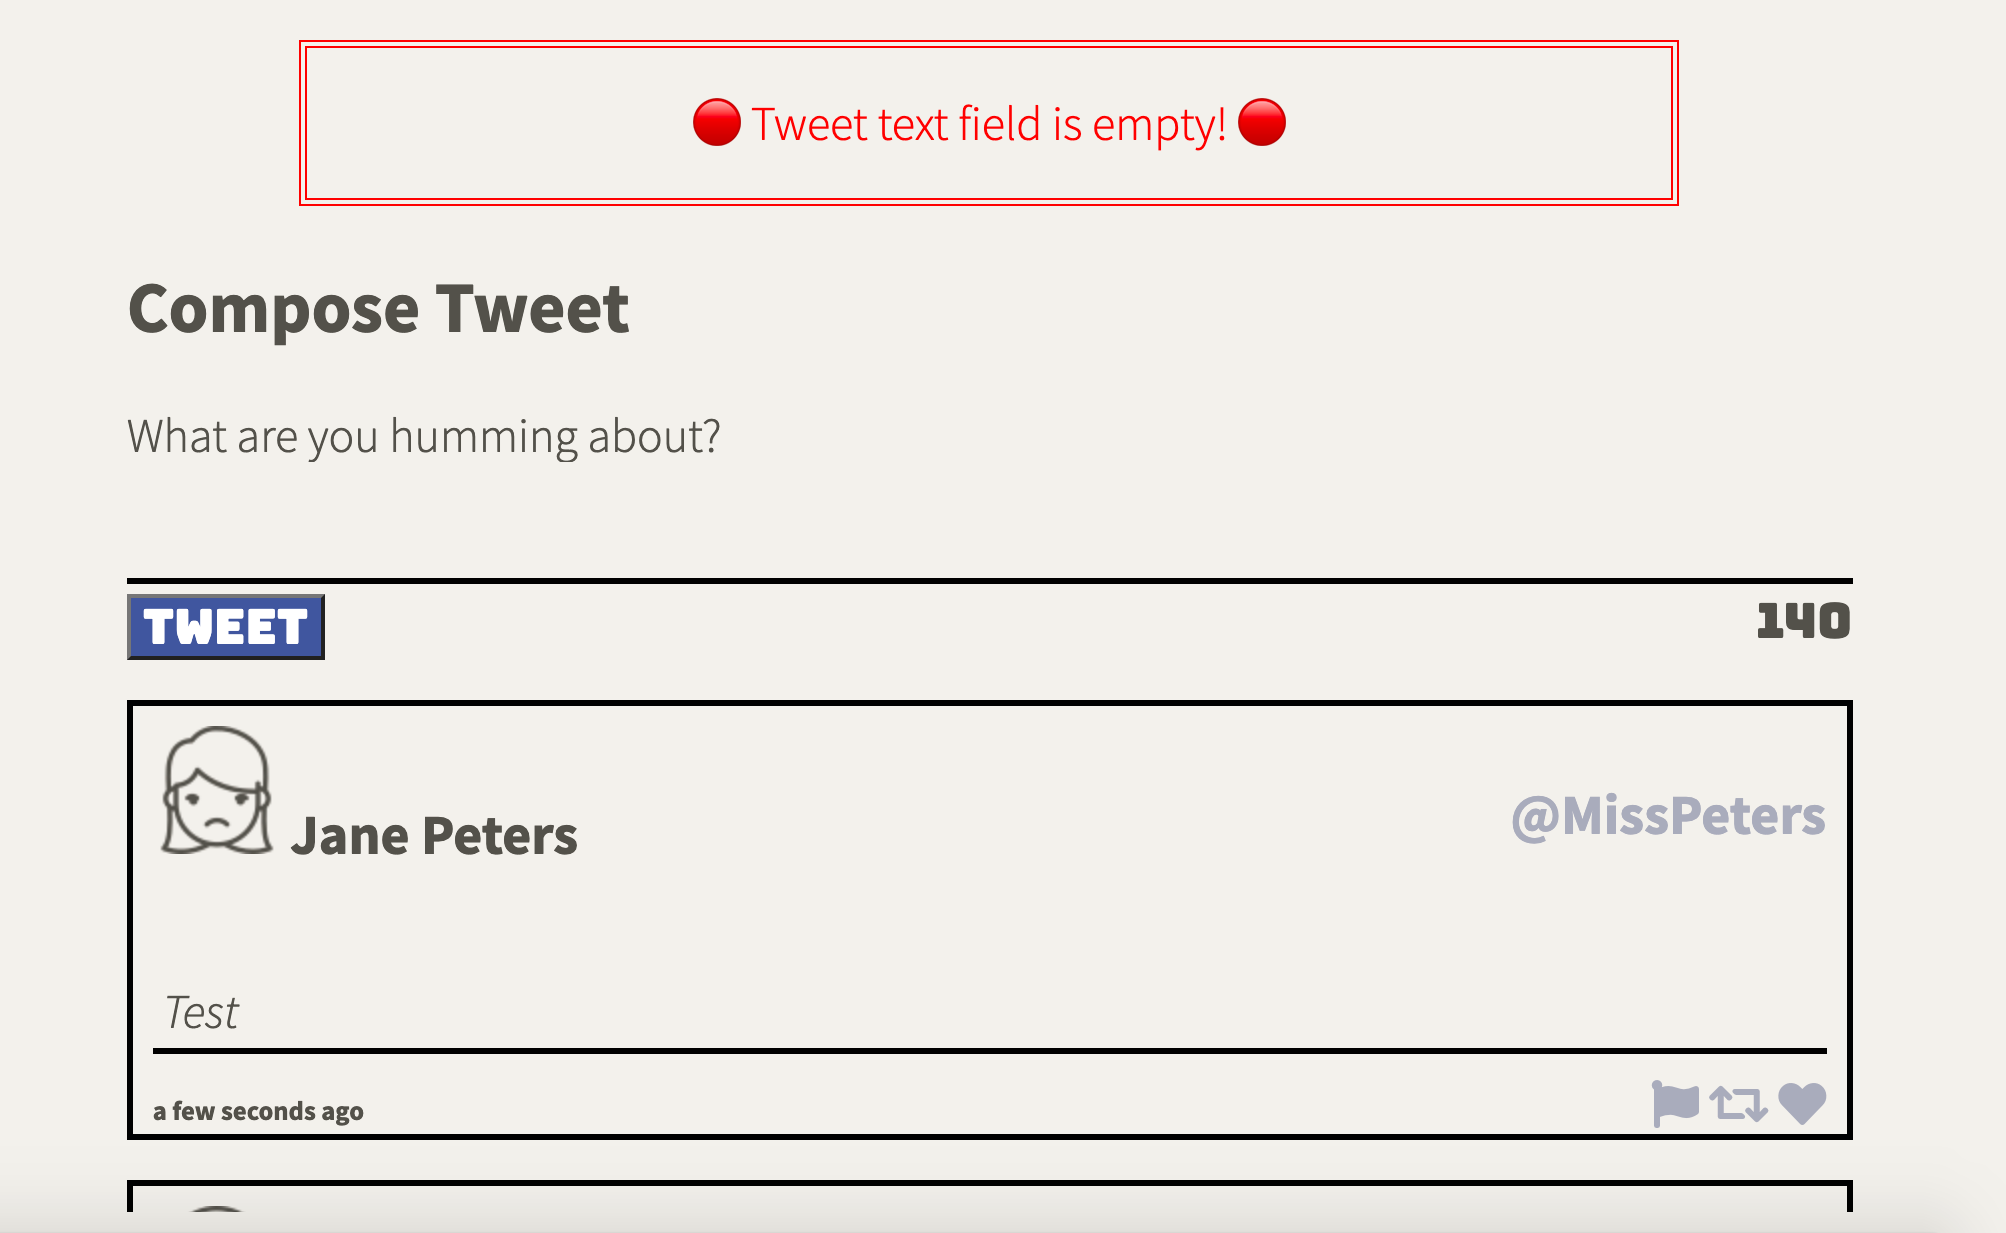 🔴 Tweet text field is empty! 🔴
Compose Tweet
What are you humming about?
TWEET 140
Jane Peters @MissPeters
Test
a few seconds ago